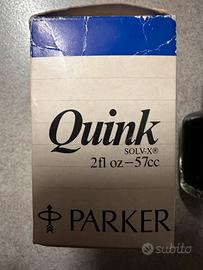 Quink
SOLV-X®
2fl oz–57cc
PARKER
subito